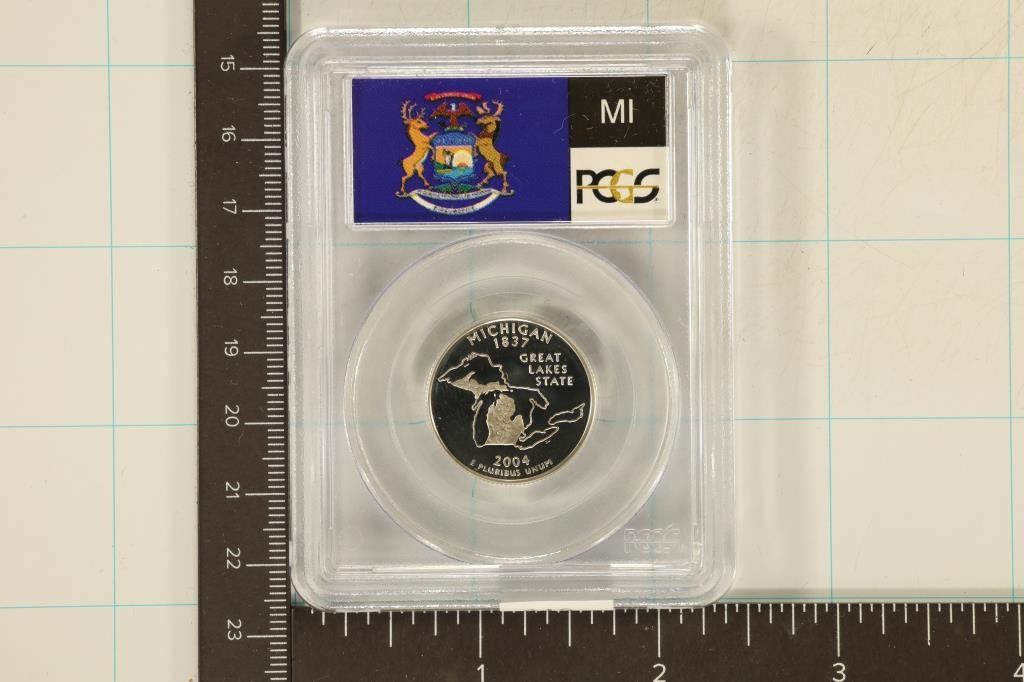 MI
PCGS
MICHIGAN
1837
GREAT
LAKES
STATE
2004
E PLURIBUS UNUM
PCGS
15
16
17
18
19
20
21
22
23
1 2 3 4